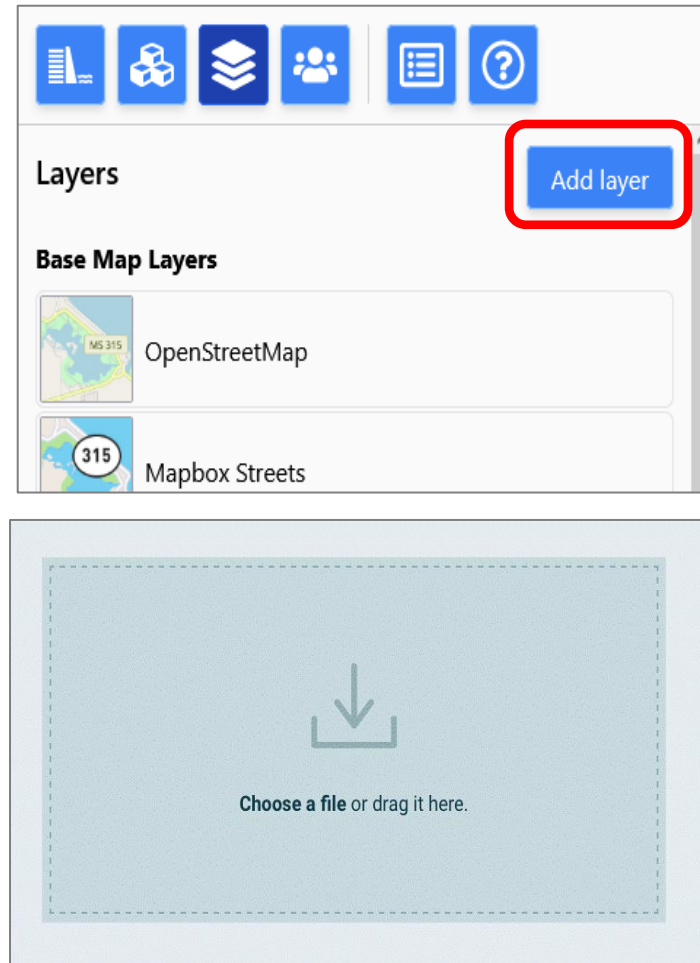 Layers
Add layer
Base Map Layers
MS 315
OpenStreetMap
315
Mapbox Streets
Choose a file or drag it here.